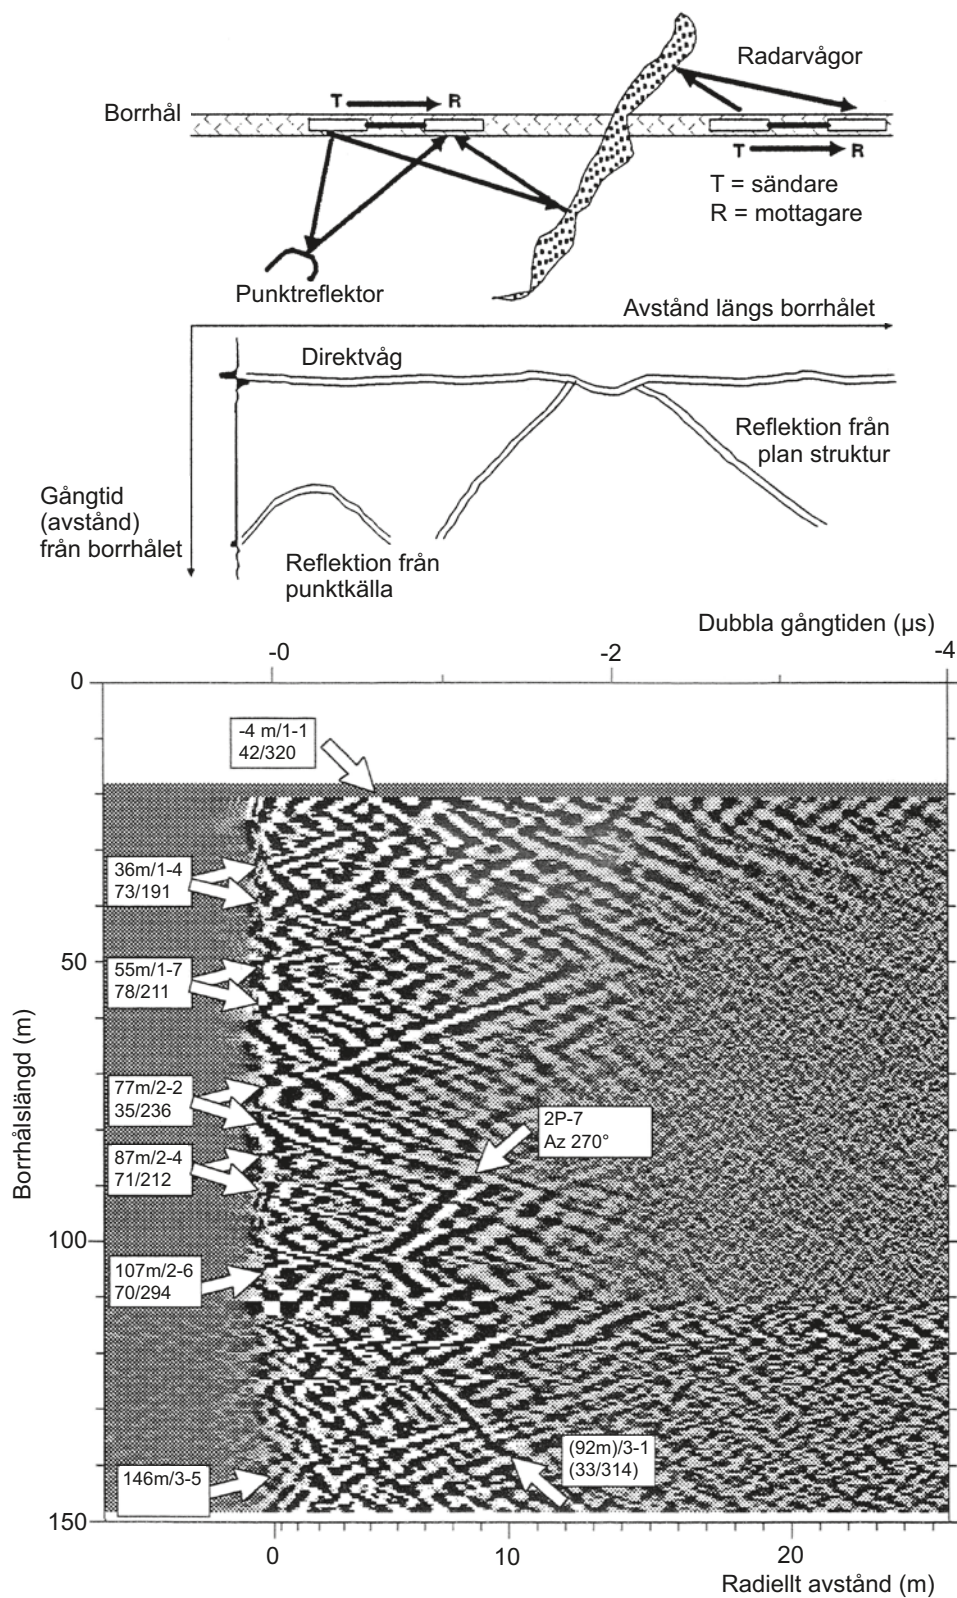 Radarvågor
Borrhål
T R
T R
T = sändare
R = mottagare
Punktreflektor
Avstånd längs borrhålet
Direktvåg
Reflektion från
plan struktur
Gångtid
(avstånd)
från borrhålet
Reflektion från
punktkälla
Dubbla gångtiden (µs)
-0 -2 -4
0
-4 m/1-1
42/320
36m/1-4
73/191
50
55m/1-7
78/211
77m/2-2
35/236
2P-7
Az 270°
87m/2-4
71/212
Borrhålslängd (m)
100
107m/2-6
70/294
(92m)/3-1
(33/314)
146m/3-5
150
0 10 20
Radiellt avstånd (m)